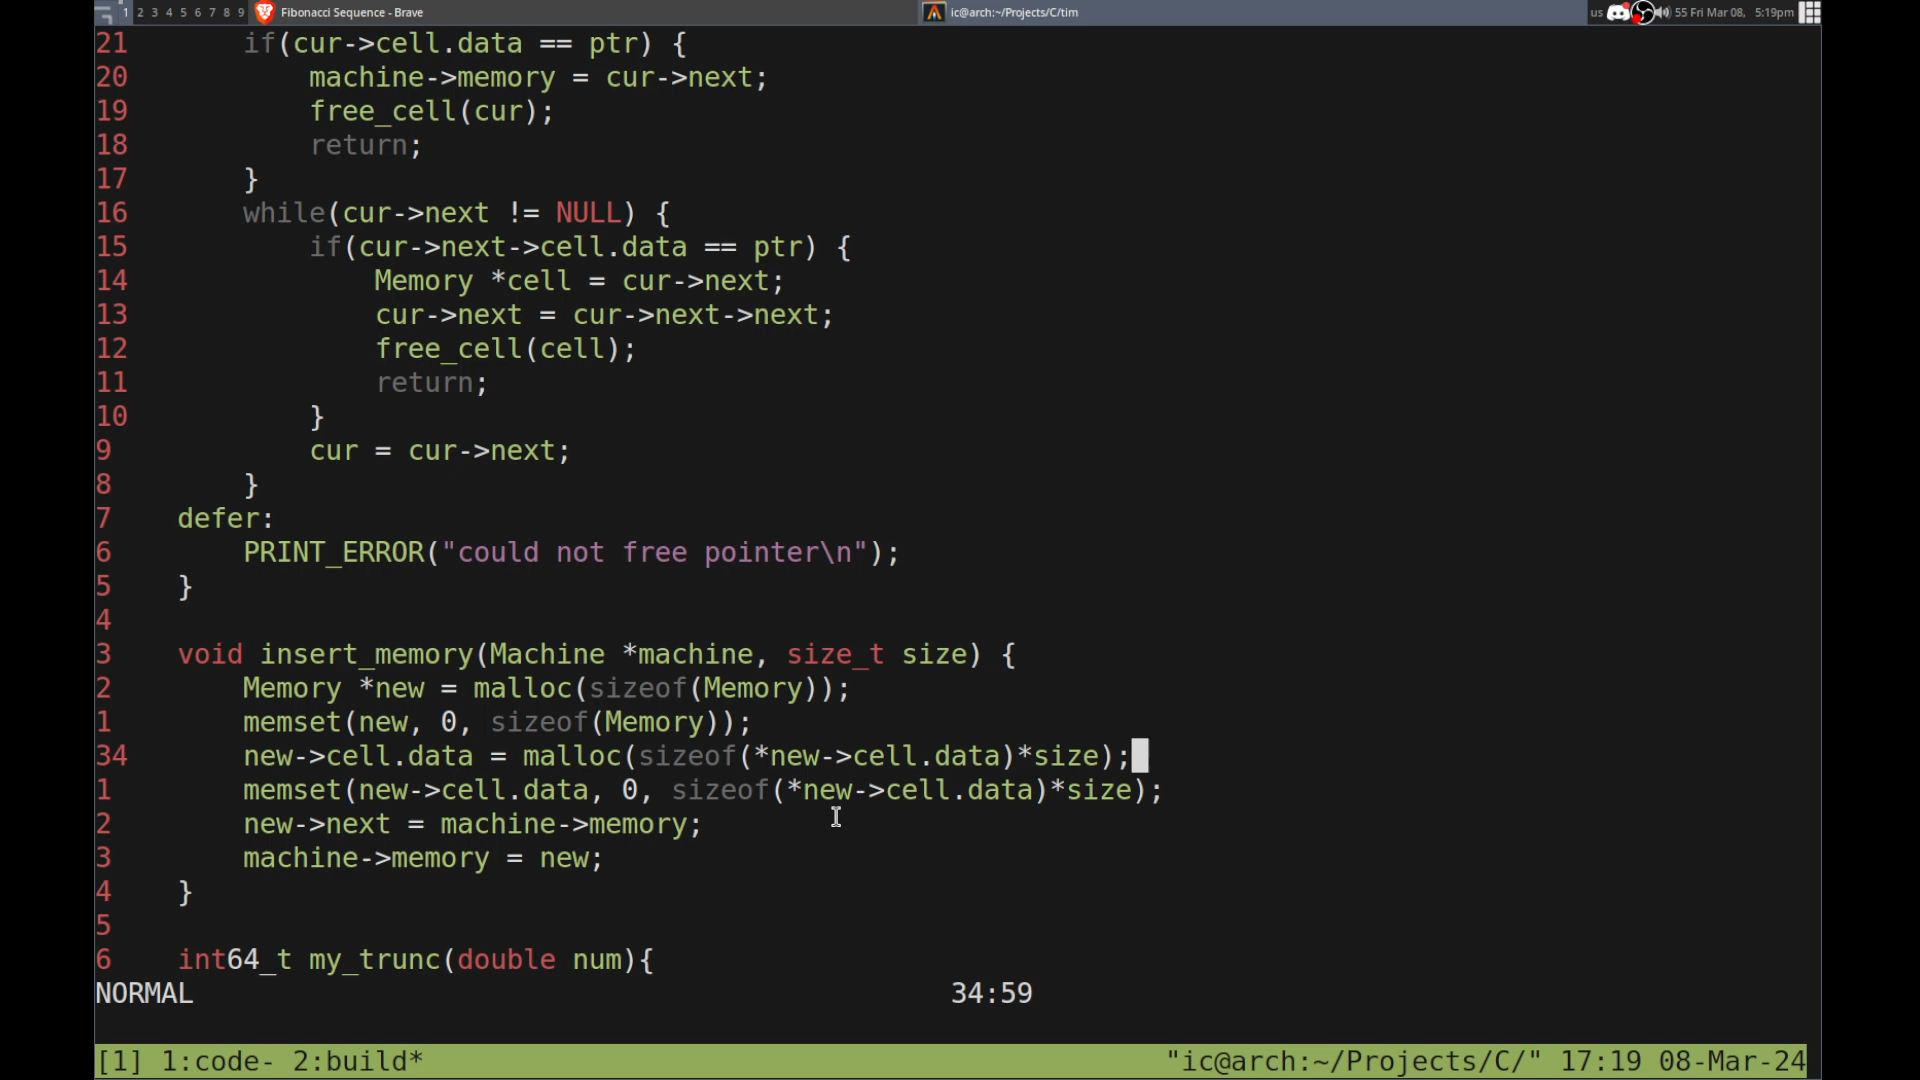 1 2 3 4 5 6 7 8 9 Fibonacci Sequence - Brave ic@arch:~/Projects/C/tim us 55 Fri Mar 08, 5:19pm
21 if(cur->cell.data == ptr) {
20 machine->memory = cur->next;
19 free_cell(cur);
18 return;
17 }
16 while(cur->next != NULL) {
15 if(cur->next->cell.data == ptr) {
14 Memory *cell = cur->next;
13 cur->next = cur->next->next;
12 free_cell(cell);
11 return;
10 }
9 cur = cur->next;
8 }
7 defer:
6 PRINT_ERROR("could not free pointer\n");
5 }
4
3 void insert_memory(Machine *machine, size_t size) {
2 Memory *new = malloc(sizeof(Memory));
1 memset(new, 0, sizeof(Memory));
34 new->cell.data = malloc(sizeof(*new->cell.data)*size);
1 memset(new->cell.data, 0, sizeof(*new->cell.data)*size);
2 new->next = machine->memory;
3 machine->memory = new;
4 }
5
6 int64_t my_trunc(double num){
NORMAL 34:59
[1] 1:code- 2:build* "ic@arch:~/Projects/C/" 17:19 08-Mar-24